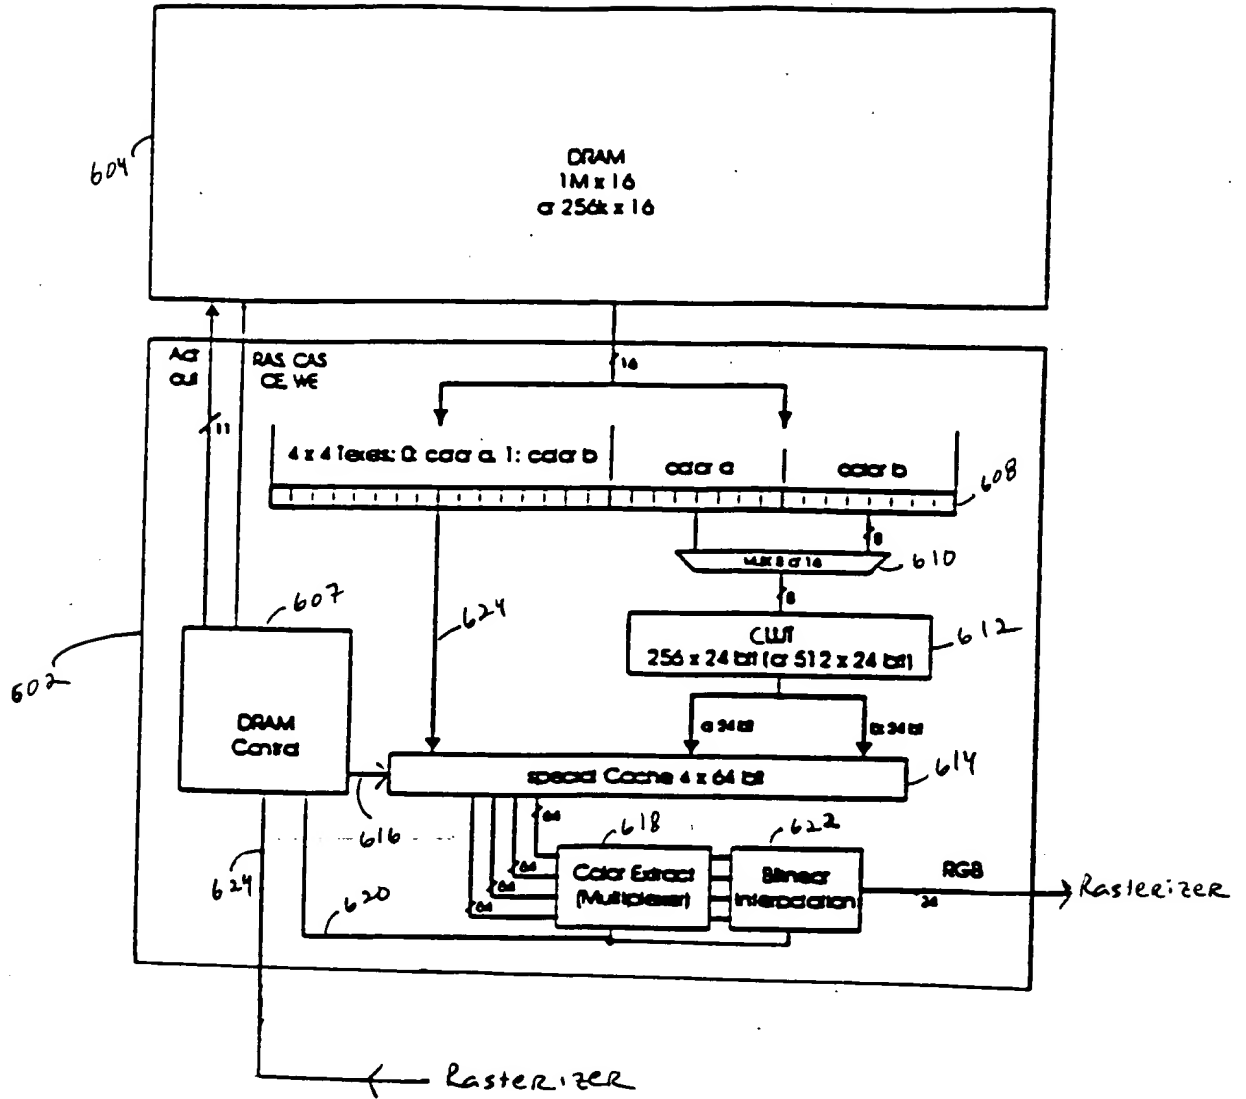 604
DRAM
1M x 16
or 256k x 16
Adr
out
RAS, CAS
CE, WE
16
11
4 x 4 Texels: 0: color a, 1: color b
color a
color b
608
8
MUX 8 of 16
610
607
624
8
CLUT
256 x 24 bit (or 512 x 24 bit)
612
602
DRAM
Control
a: 24 bit
b: 24 bit
special Cache 4 x 64 bit
614
616
64
64
64
64
618
622
Color Extract
(Multiplexer)
Bilinear
Interpolation
RGB
24
Rasterizer
624
620
Rasterizer